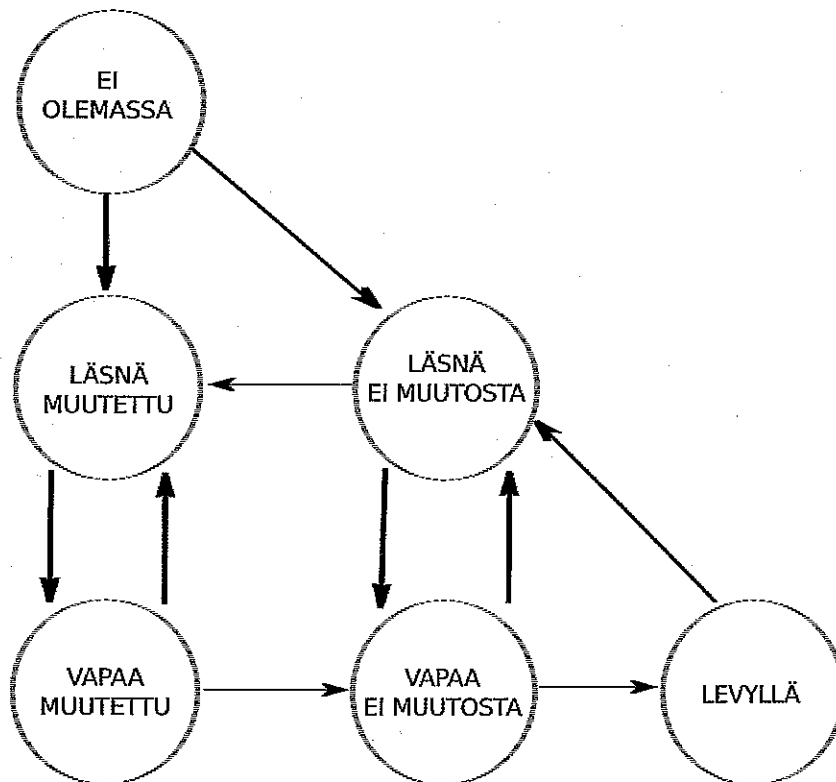 EI
OLEMASSA
LÄSNÄ
MUUTETTU
LÄSNÄ
EI MUUTOSTA
VAPAA
MUUTETTU
VAPAA
EI MUUTOSTA
LEVYLLÄ